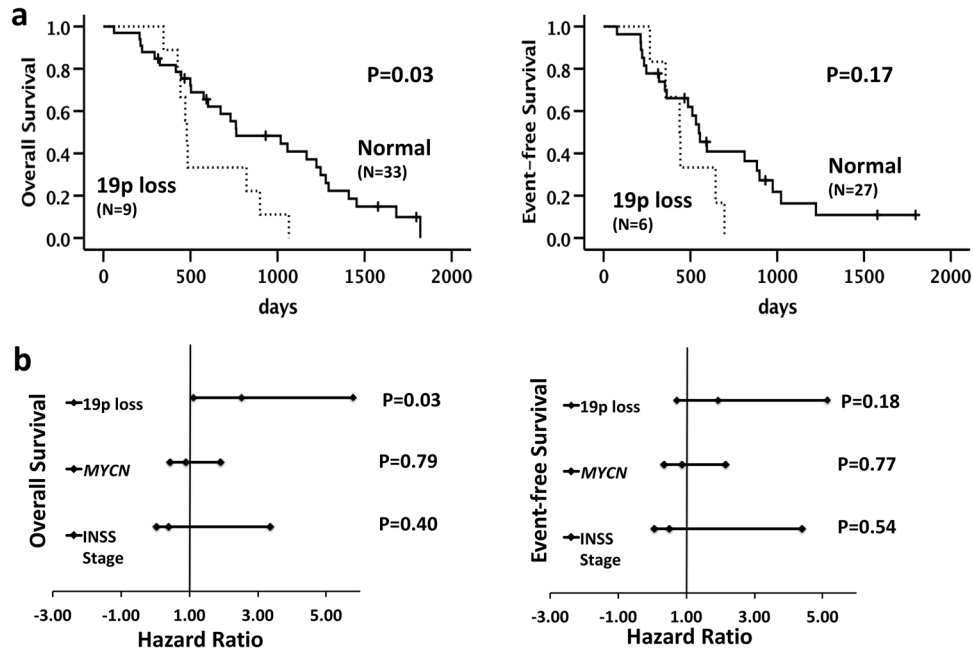 a
Overall Survival
1.0
0.8
0.6
0.4
0.2
0.0
P=0.03
Normal
(N=33)
19p loss
(N=9)
0 500 1000 1500 2000
days
Event-free Survival
1.0
0.8
0.6
0.4
0.2
0.0
P=0.17
Normal
(N=27)
19p loss
(N=6)
0 500 1000 1500 2000
days
b
Overall Survival
19p loss
P=0.03
MYCN
P=0.79
INSS
Stage
P=0.40
-3.00 -1.00 1.00 3.00 5.00
Hazard Ratio
Event-free Survival
19p loss
P=0.18
MYCN
P=0.77
INSS
Stage
P=0.54
-3.00 -1.00 1.00 3.00 5.00
Hazard Ratio